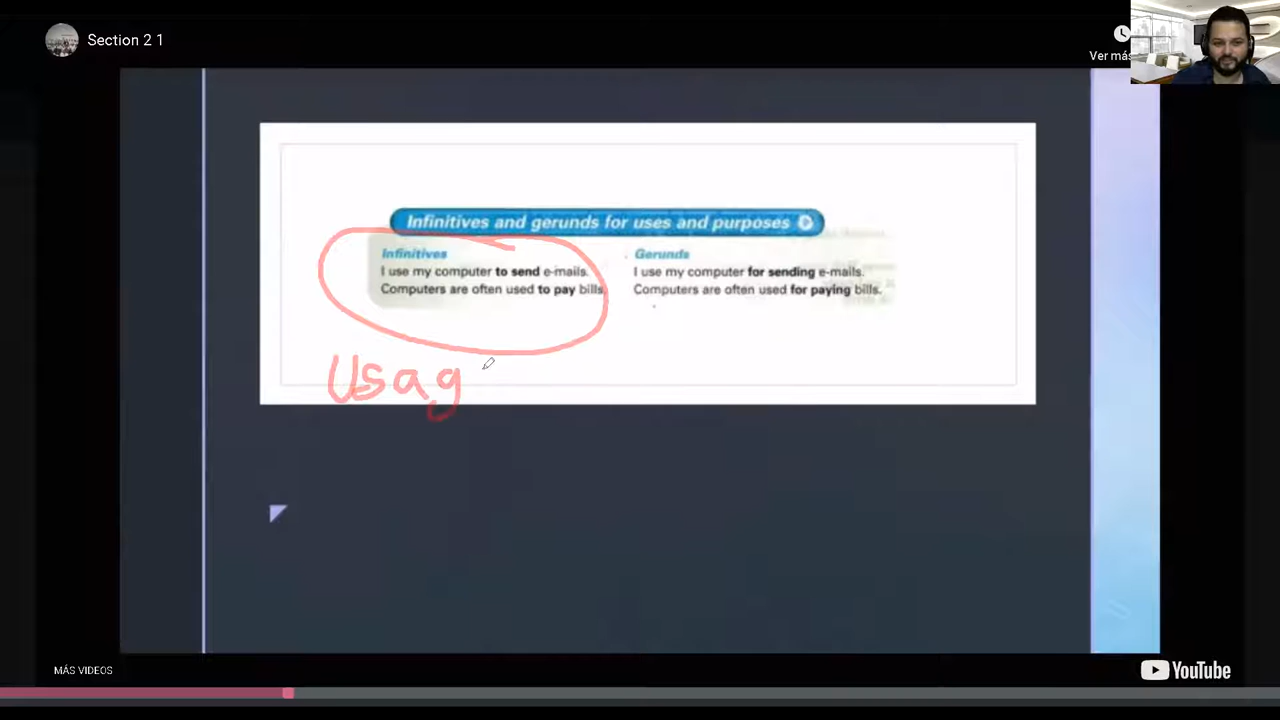 Section 2 1
Ver más
Infinitives and gerunds for uses and purposes
Infinitives
I use my computer to send e-mails.
Computers are often used to pay bills.
Gerunds
I use my computer for sending e-mails.
Computers are often used for paying bills.
Usag
MÁS VIDEOS
YouTube